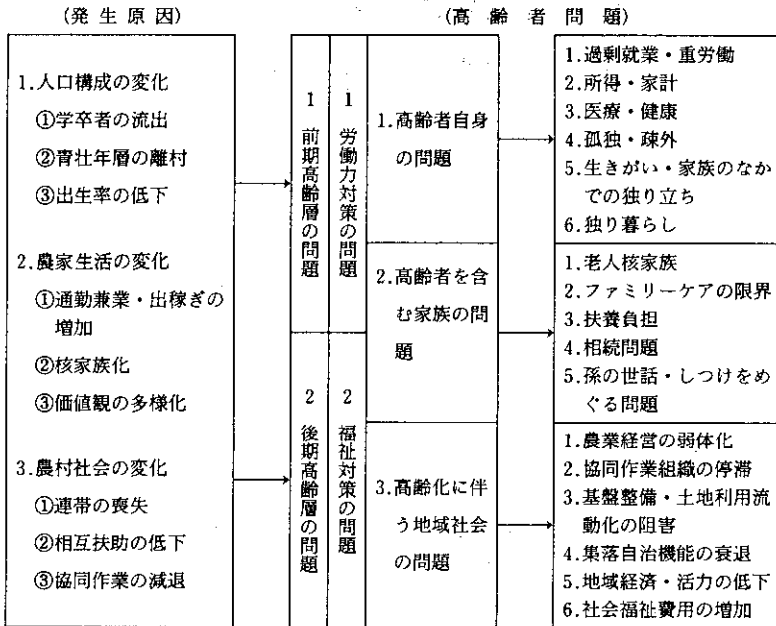 (発生原因)
(高齢者問題)
1.人口構成の変化
①学卒者の流出
②青壮年層の離村
③出生率の低下
2.農家生活の変化
①通勤兼業・出稼ぎの
増加
②核家族化
③価値観の多様化
3.農村社会の変化
①連帯の喪失
②相互扶助の低下
③協同作業の減退
1 前期高齢層の問題
2 後期高齢層の問題
1 労働力対策の問題
2 福祉対策の問題
1.高齢者自身
の問題
2.高齢者を含
む家族の問
題
3.高齢化に伴
う地域社会
の問題
1.過剰就業・重労働
2.所得・家計
3.医療・健康
4.孤独・疎外
5.生きがい・家族のなか
での独り立ち
6.独り暮らし
1.老人核家族
2.ファミリーケアの限界
3.扶養負担
4.相続問題
5.孫の世話・しつけをめ
ぐる問題
1.農業経営の弱体化
2.協同作業組織の停滞
3.基盤整備・土地利用流
動化の阻害
4.集落自治機能の衰退
5.地域経済・活力の低下
6.社会福祉費用の増加